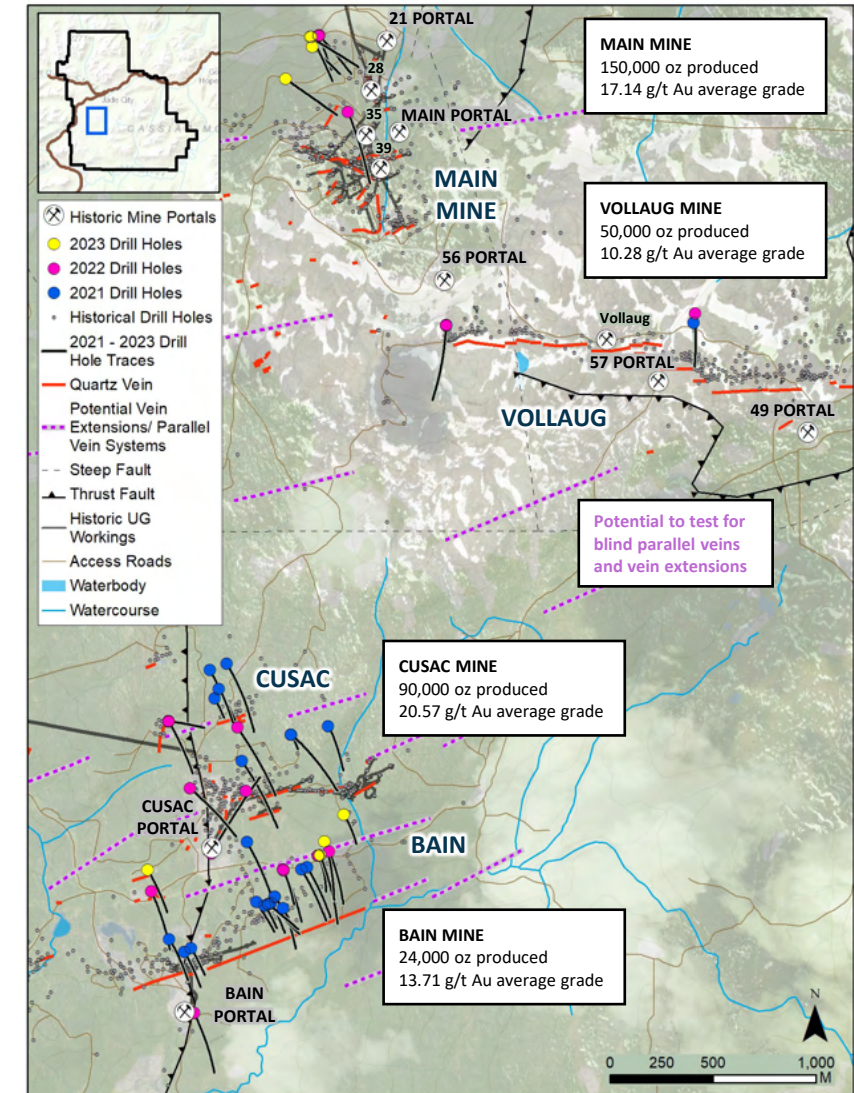 21 PORTAL
28
35
MAIN PORTAL
39
MAIN
MINE
MAIN MINE
150,000 oz produced
17.14 g/t Au average grade
VOLLAUG MINE
50,000 oz produced
10.28 g/t Au average grade
Jade City
Historic Mine Portals
2023 Drill Holes
2022 Drill Holes
2021 Drill Holes
Historical Drill Holes
2021 - 2023 Drill
Hole Traces
Quartz Vein
Potential Vein
Extensions/ Parallel
Vein Systems
Steep Fault
Thrust Fault
Historic UG
Workings
Access Roads
Waterbody
Watercourse
56 PORTAL
Vollaug
57 PORTAL
VOLLAUG
49 PORTAL
Potential to test for
blind parallel veins
and vein extensions
CUSAC
CUSAC MINE
90,000 oz produced
20.57 g/t Au average grade
CUSAC
PORTAL
BAIN
BAIN MINE
24,000 oz produced
13.71 g/t Au average grade
BAIN
PORTAL
N
0 250 500 1,000
M